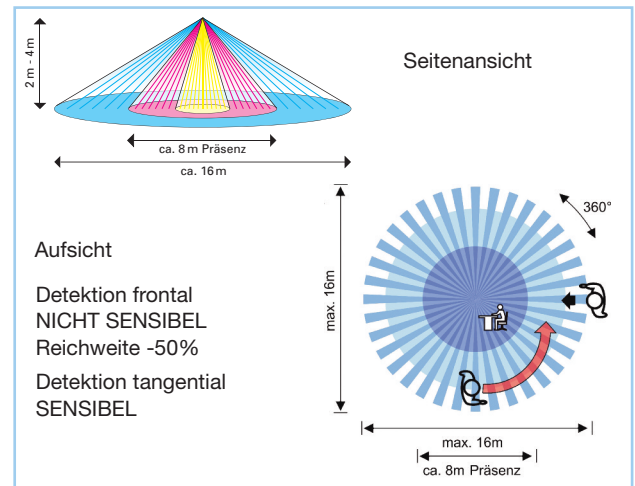 2 m - 4 m
Seitenansicht
ca. 8 m Präsenz
ca. 16 m
360°
Aufsicht
max. 16m
Detektion frontal
NICHT SENSIBEL
Reichweite -50%
Detektion tangential
SENSIBEL
max. 16m
ca. 8m Präsenz